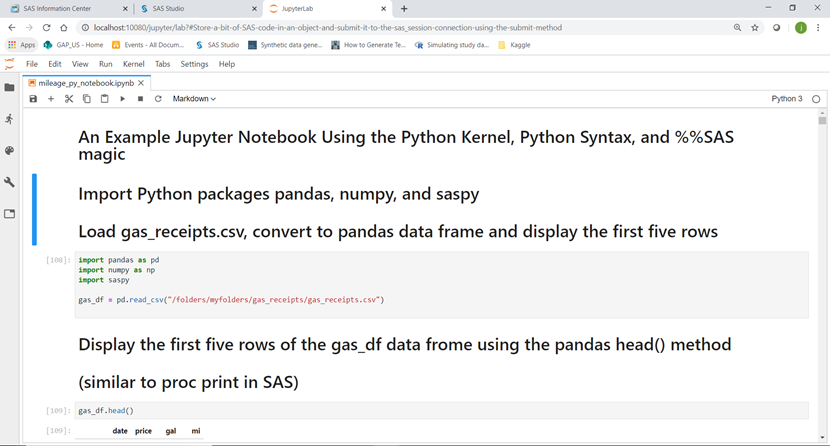 SAS Information Center
SAS Studio
JupyterLab
localhost:10080/jupyter/lab?#Store-a-bit-of-SAS-code-in-an-object-and-submit-it-to-the-sas_session-connection-using-the-submit-method
j
Apps
GAP_US - Home
Events - All Docum...
SAS Studio
Synthetic data gene...
How to Generate Te...
Simulating study da...
Kaggle
File Edit View Run Kernel Tabs Settings Help
mileage_py_notebook.ipynb
Markdown
Python 3
An Example Jupyter Notebook Using the Python Kernel, Python Syntax, and %%SAS
magic
Import Python packages pandas, numpy, and saspy
Load gas_receipts.csv, convert to pandas data frame and display the first five rows
[108]: import pandas as pd
import numpy as np
import saspy
gas_df = pd.read_csv("/folders/myfolders/gas_receipts/gas_receipts.csv")
Display the first five rows of the gas_df data frome using the pandas head() method
(similar to proc print in SAS)
[109]: gas_df.head()
[109]: date price gal mi